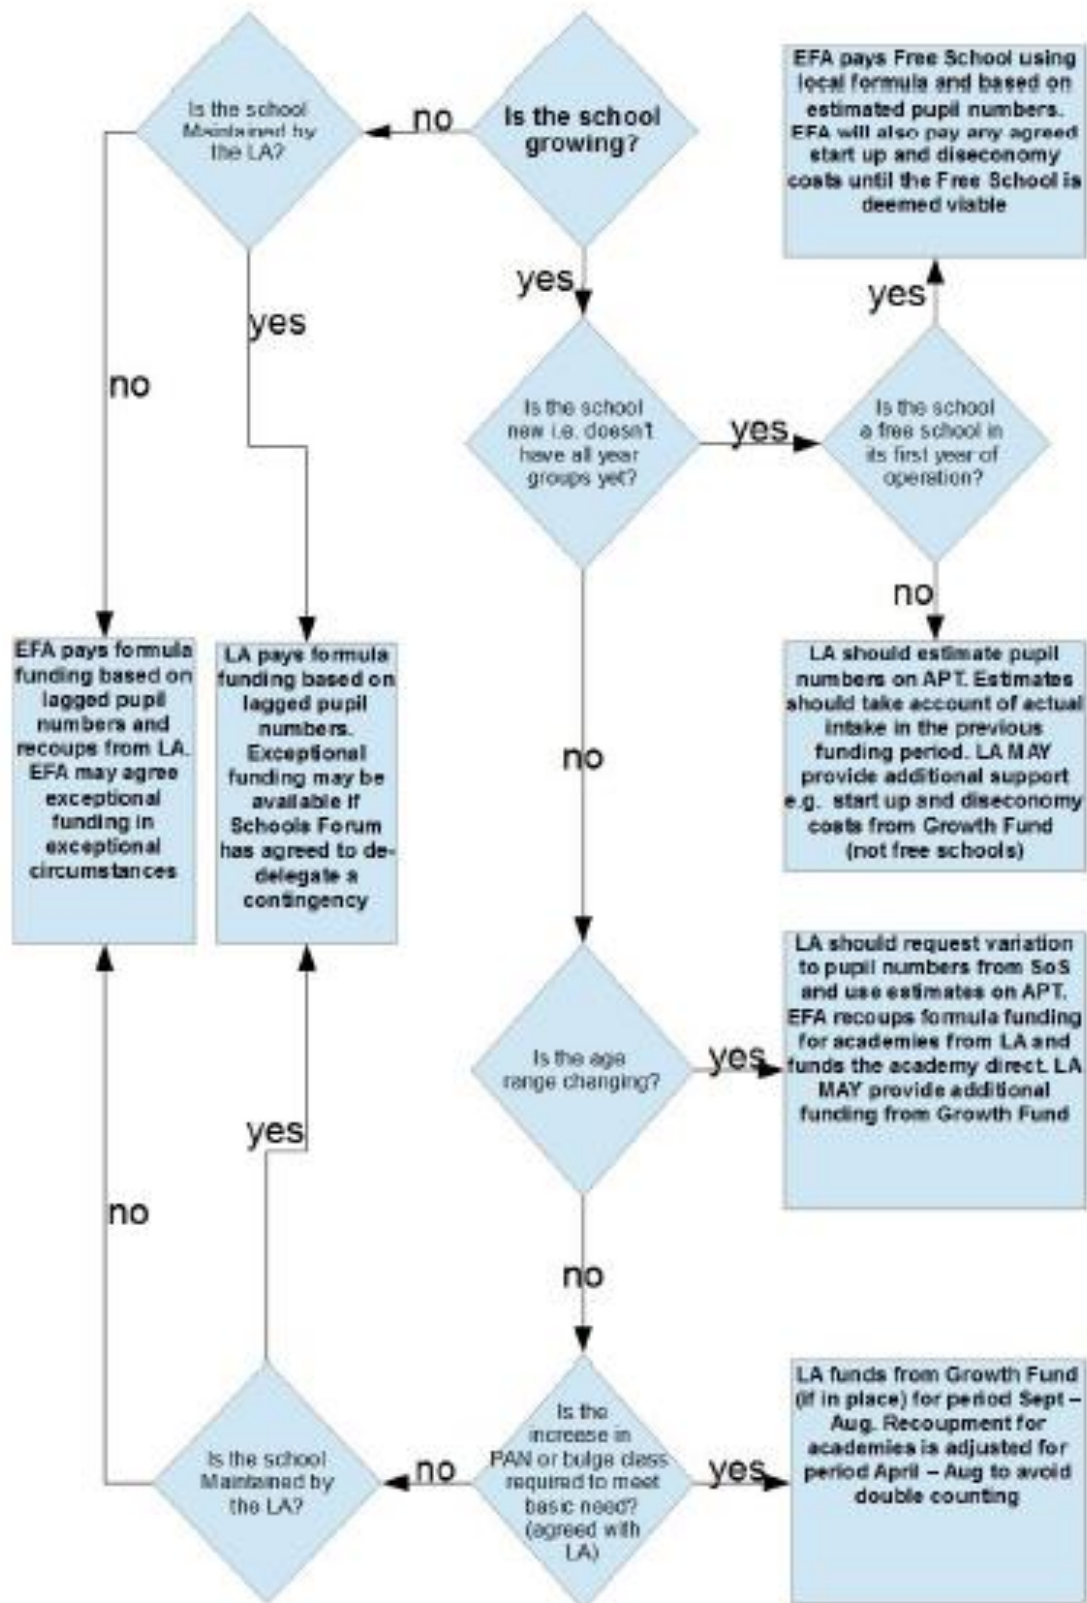 Is the school
Maintained by
the LA?
no
Is the school
growing?
EFA pays Free School using
local formula and based on
estimated pupil numbers.
EFA will also pay any agreed
start up and diseconomy
costs until the Free School is
deemed viable
yes
yes
yes
no
Is the school
new i.e. doesn't
have all year
groups yet?
yes
Is the school
a free school in
its first year of
operation?
no
EFA pays formula
funding based on
lagged pupil
numbers and
recoups from LA.
EFA may agree
exceptional
funding in
exceptional
circumstances
LA pays formula
funding based on
lagged pupil
numbers.
Exceptional
funding may be
available if
Schools Forum
has agreed to de-
delegate a
contingency
no
LA should estimate pupil
numbers on APT. Estimates
should take account of actual
intake in the previous
funding period. LA MAY
provide additional support
e.g. start up and diseconomy
costs from Growth Fund
(not free schools)
LA should request variation
to pupil numbers from SoS
and use estimates on APT.
EFA recoups formula funding
for academies from LA and
funds the academy direct. LA
MAY provide additional
funding from Growth Fund
Is the age
range changing?
yes
yes
no
no
Is the school
Maintained by
the LA?
no
Is the
increase in
PAN or bulge class
required to meet
basic need?
(agreed with
LA)
yes
LA funds from Growth Fund
(if in place) for period Sept –
Aug. Recoupment for
academies is adjusted for
period April – Aug to avoid
double counting